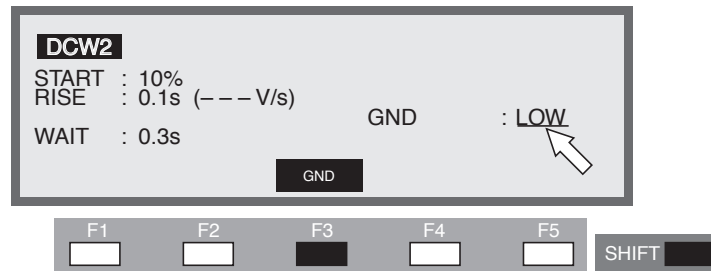 DCW2
START : 10%
RISE : 0.1s (– – – V/s)
GND : LOW
WAIT : 0.3s
GND
F1 F2 F3 F4 F5
SHIFT